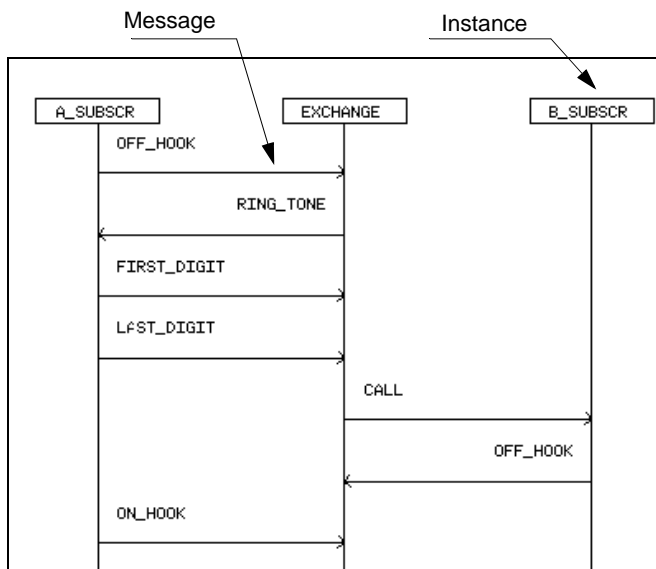 Message
Instance
A_SUBSCR
EXCHANGE
B_SUBSCR
OFF_HOOK
RING_TONE
FIRST_DIGIT
LAST_DIGIT
CALL
OFF_HOOK
ON_HOOK